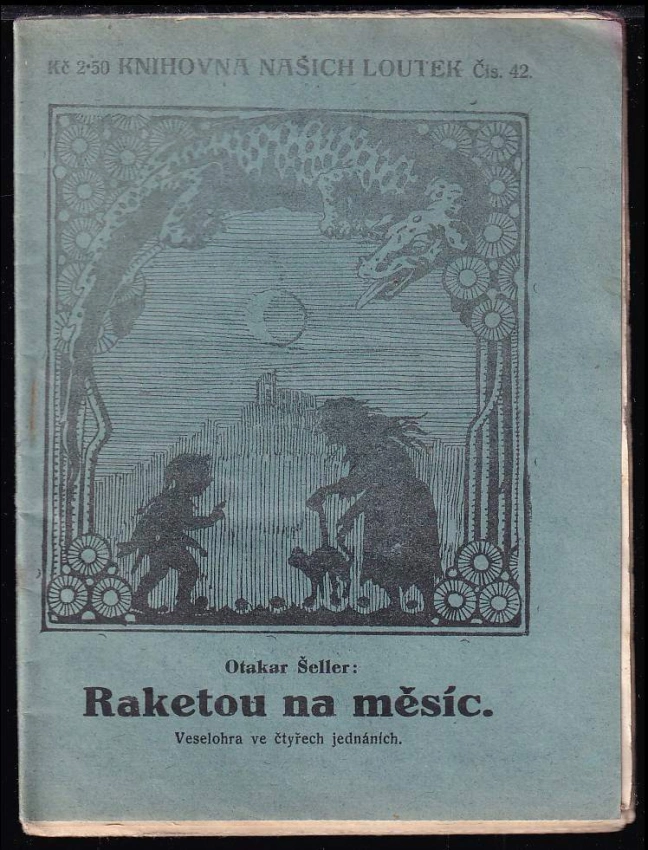 Kč 2·50 KNIHOVNA NAŠICH LOUTEK Čís. 42.
Otakar Šeller:
Raketou na měsíc.
Veselohra ve čtyřech jednáních.